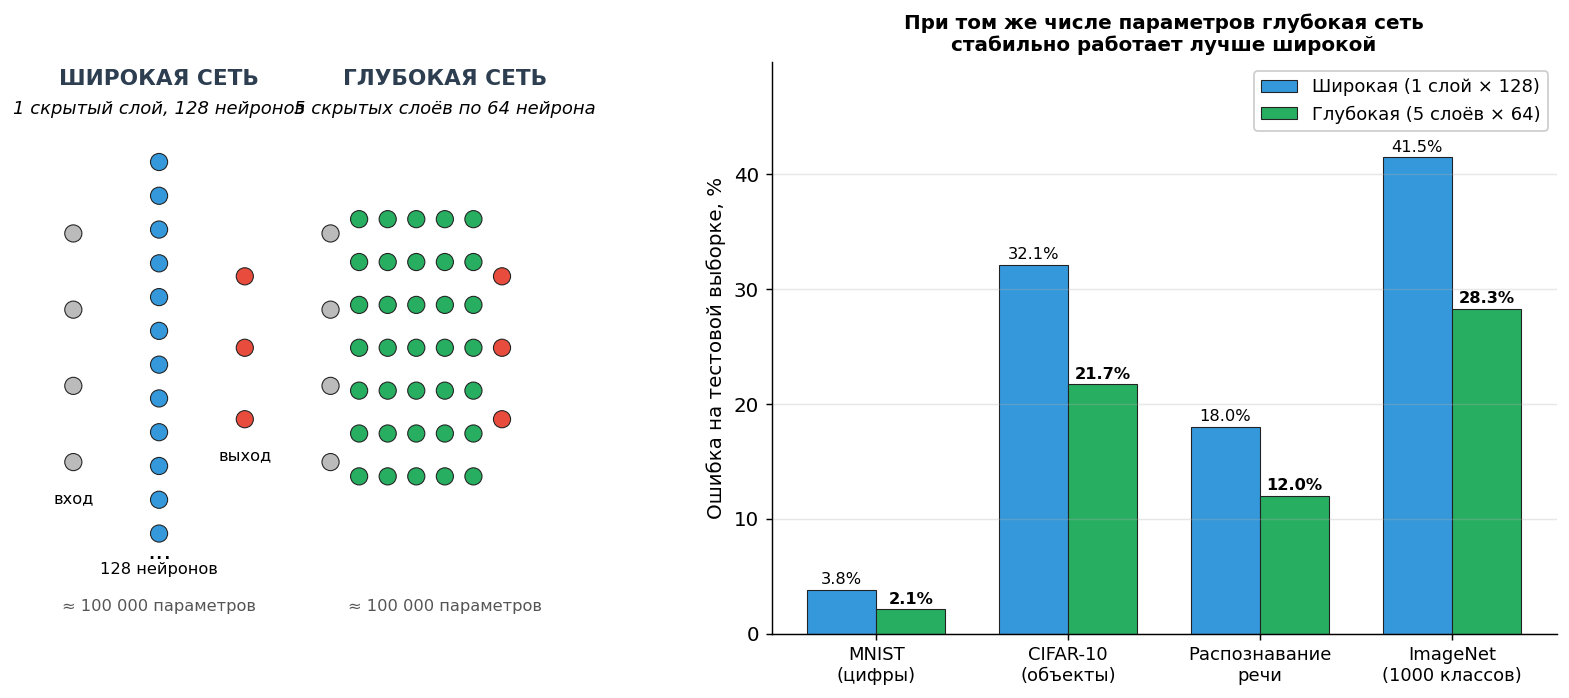 ШИРОКАЯ СЕТЬ
1 скрытый слой, 128 нейронов
вход
выход
...
128 нейронов
≈ 100 000 параметров
ГЛУБОКАЯ СЕТЬ
5 скрытых слоёв по 64 нейрона
≈ 100 000 параметров
При том же числе параметров глубокая сеть
стабильно работает лучше широкой
Широкая (1 слой × 128)
Глубокая (5 слоёв × 64)
Ошибка на тестовой выборке, %
40
30
20
10
0
3.8%
2.1%
32.1%
21.7%
18.0%
12.0%
41.5%
28.3%
MNIST
(цифры)
CIFAR-10
(объекты)
Распознавание
речи
ImageNet
(1000 классов)